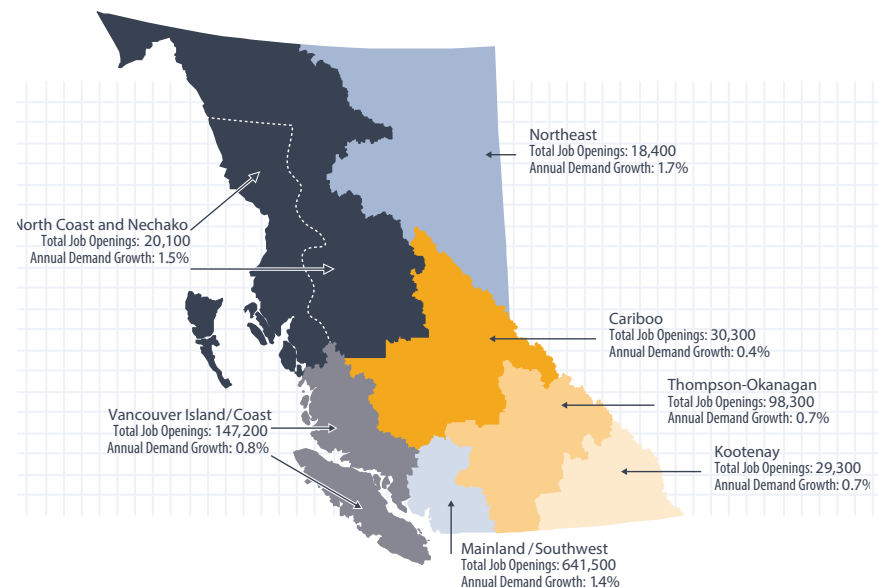 Northeast
Total Job Openings: 18,400
Annual Demand Growth: 1.7%
North Coast and Nechako
Total Job Openings: 20,100
Annual Demand Growth: 1.5%
Cariboo
Total Job Openings: 30,300
Annual Demand Growth: 0.4%
Thompson-Okanagan
Total Job Openings: 98,300
Annual Demand Growth: 0.7%
Vancouver Island/Coast
Total Job Openings: 147,200
Annual Demand Growth: 0.8%
Kootenay
Total Job Openings: 29,300
Annual Demand Growth: 0.7%
Mainland/Southwest
Total Job Openings: 641,500
Annual Demand Growth: 1.4%